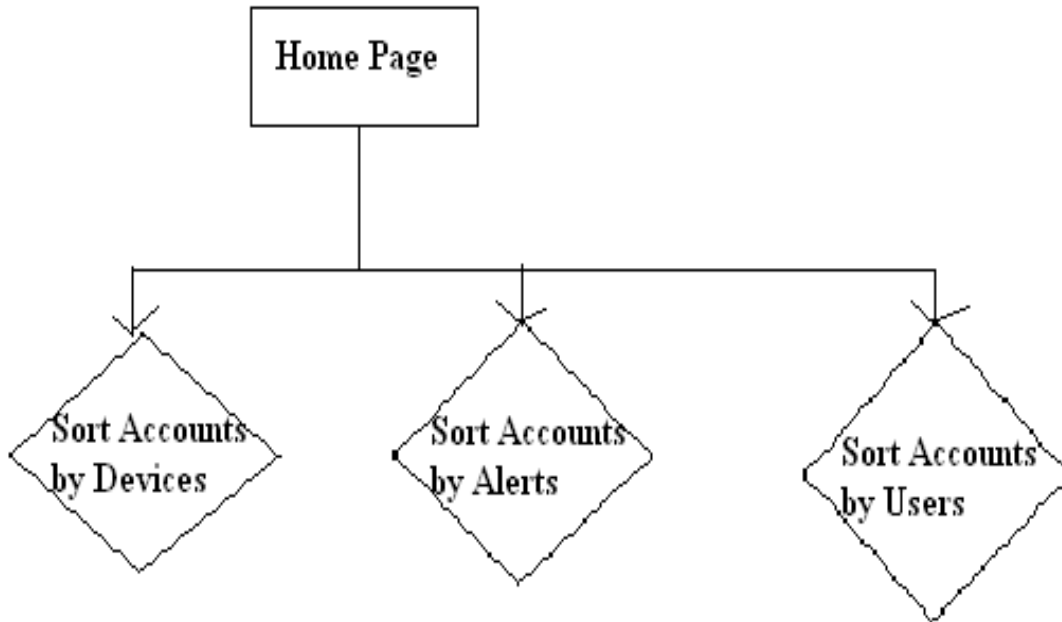 Home Page
Sort Accounts
by Devices
Sort Accounts
by Alerts
Sort Accounts
by Users